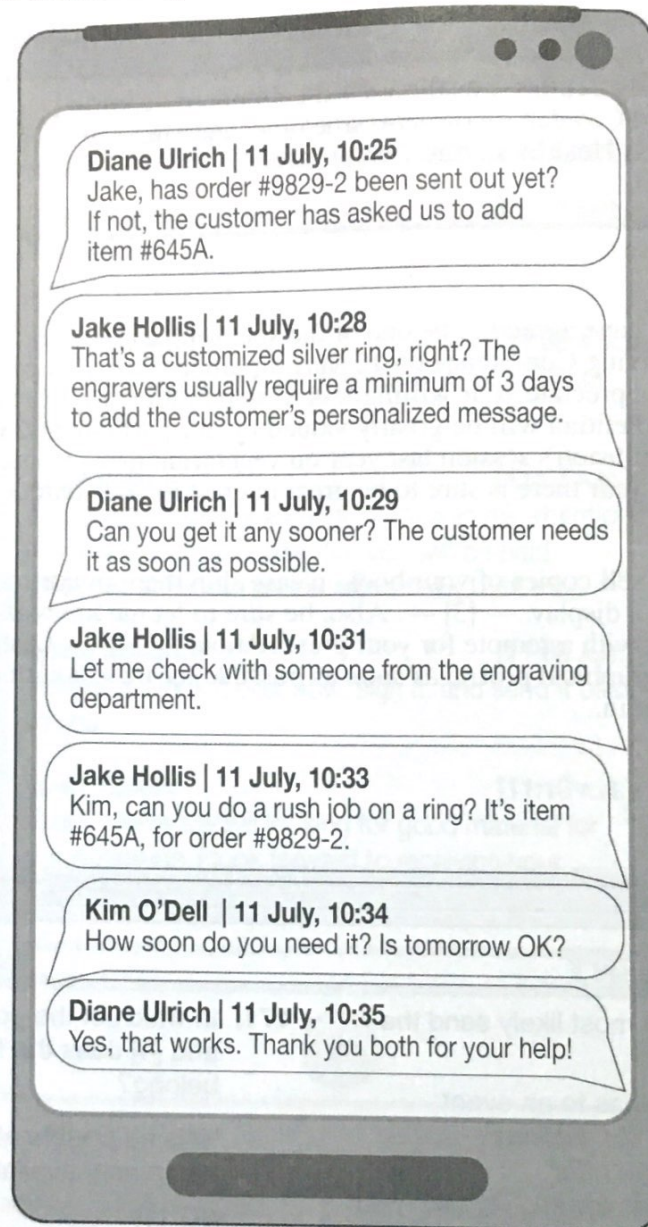 Diane Ulrich | 11 July, 10:25
Jake, has order #9829-2 been sent out yet?
If not, the customer has asked us to add
item #645A.
Jake Hollis | 11 July, 10:28
That's a customized silver ring, right? The
engravers usually require a minimum of 3 days
to add the customer's personalized message.
Diane Ulrich | 11 July, 10:29
Can you get it any sooner? The customer needs
it as soon as possible.
Jake Hollis | 11 July, 10:31
Let me check with someone from the engraving
department.
Jake Hollis | 11 July, 10:33
Kim, can you do a rush job on a ring? It's item
#645A, for order #9829-2.
Kim O'Dell | 11 July, 10:34
How soon do you need it? Is tomorrow OK?
Diane Ulrich | 11 July, 10:35
Yes, that works. Thank you both for your help!